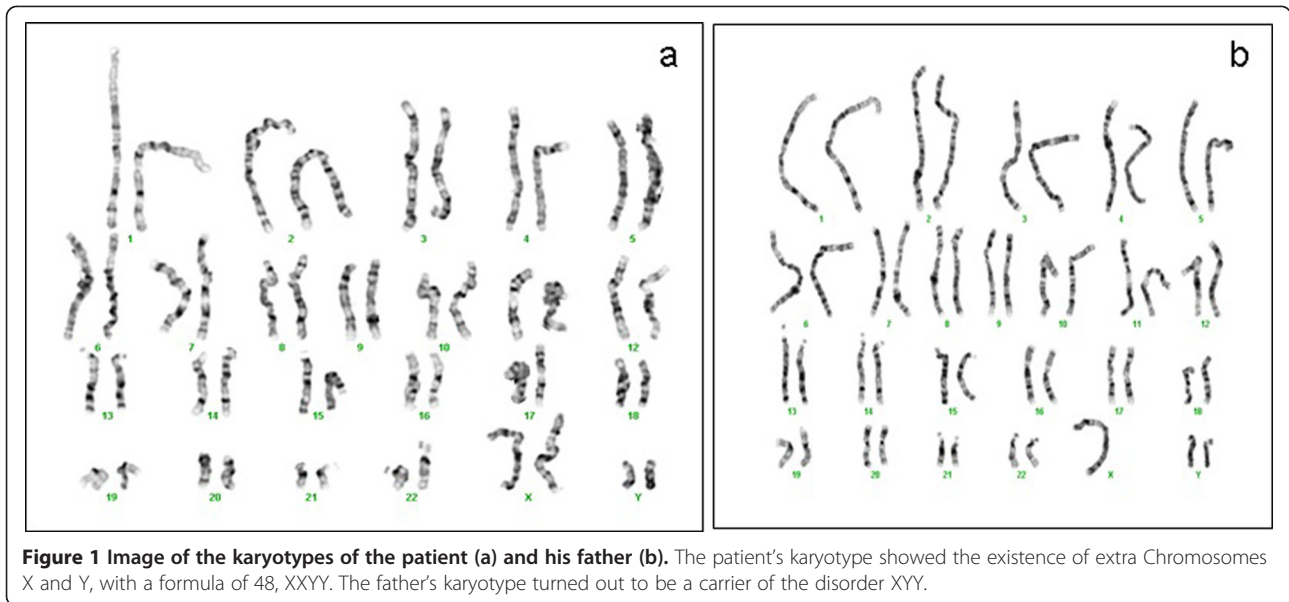 a
1 2 3 4 5
6 7 8 9 10 12
13 14 15 16 17 18
19 20 21 22 X Y
b
1 2 3 4 5
6 7 8 9 10 11 12
13 14 15 16 17 18
19 20 21 22 X Y
Figure 1 Image of the karyotypes of the patient (a) and his father (b). The patient's karyotype showed the existence of extra Chromosomes
X and Y, with a formula of 48, XXYY. The father's karyotype turned out to be a carrier of the disorder XYY.